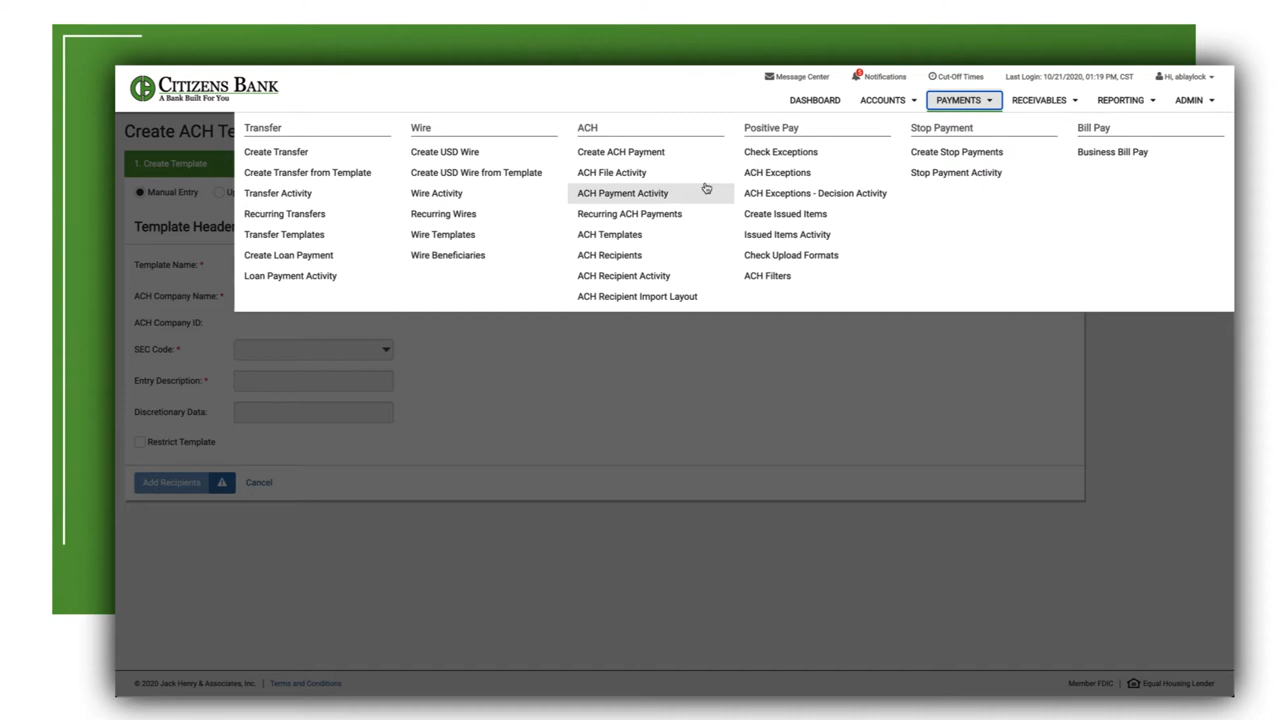 CITIZENS BANK
A Bank Built For You
Message Center
5
Notifications
Cut-Off Times
Last Login: 10/21/2020, 01:19 PM, CST
Hi, ablaylock
DASHBOARD
ACCOUNTS
PAYMENTS
RECEIVABLES
REPORTING
ADMIN
Create ACH Te
1. Create Template
Manual Entry
Up
Template Header
Template Name: *
ACH Company Name: *
ACH Company ID:
SEC Code: *
Entry Description: *
Discretionary Data:
Restrict Template
Add Recipients
Cancel
Transfer
Create Transfer
Create Transfer from Template
Transfer Activity
Recurring Transfers
Transfer Templates
Create Loan Payment
Loan Payment Activity
Wire
Create USD Wire
Create USD Wire from Template
Wire Activity
Recurring Wires
Wire Templates
Wire Beneficiaries
ACH
Create ACH Payment
ACH File Activity
ACH Payment Activity
Recurring ACH Payments
ACH Templates
ACH Recipients
ACH Recipient Activity
ACH Recipient Import Layout
Positive Pay
Check Exceptions
ACH Exceptions
ACH Exceptions - Decision Activity
Create Issued Items
Issued Items Activity
Check Upload Formats
ACH Filters
Stop Payment
Create Stop Payments
Stop Payment Activity
Bill Pay
Business Bill Pay
© 2020 Jack Henry & Associates, Inc. | Terms and Conditions
Member FDIC | Equal Housing Lender